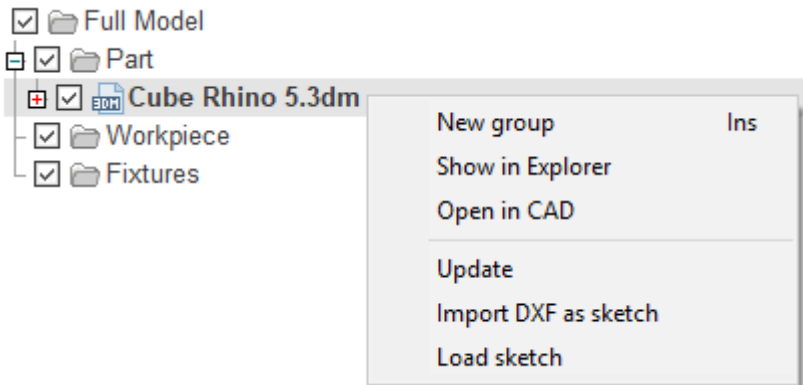 Full Model
Part
Cube Rhino 5.3dm
Workpiece
Fixtures
New group Ins
Show in Explorer
Open in CAD
Update
Import DXF as sketch
Load sketch